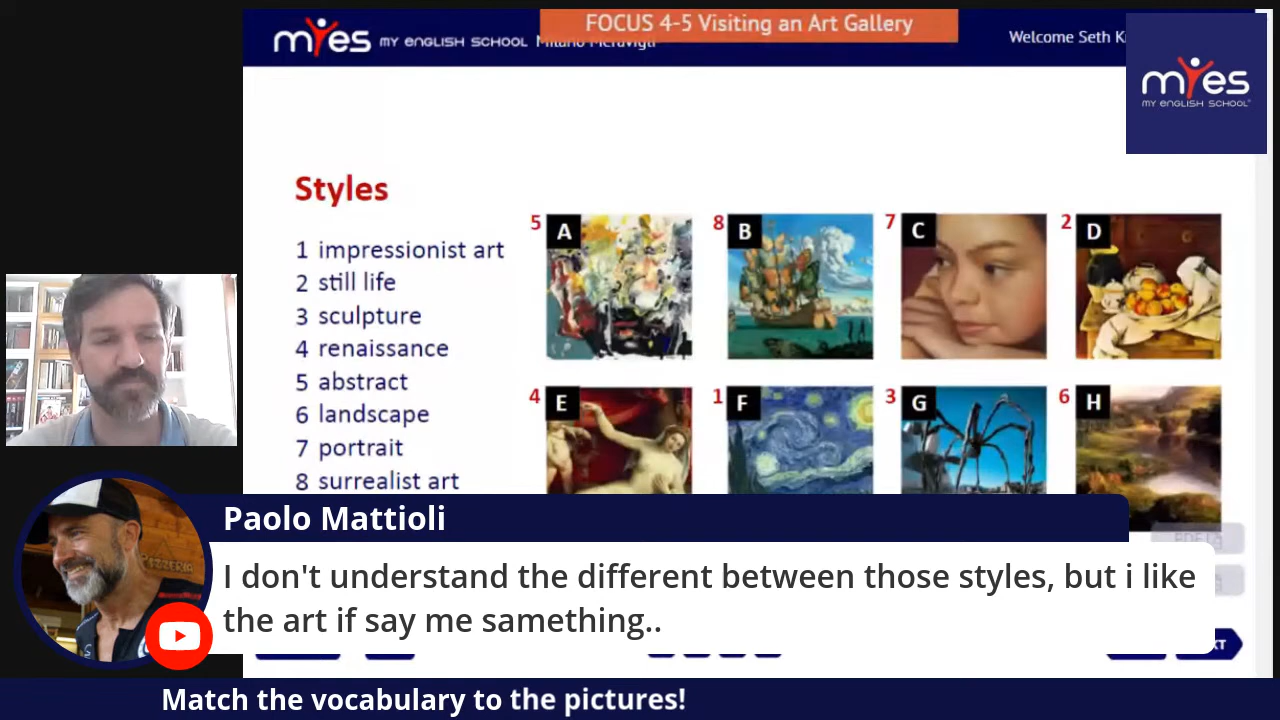 FOCUS 4-5 Visiting an Art Gallery
myes MY ENGLISH SCHOOL Milano Meravigli
Welcome Seth
myes
MY ENGLISH SCHOOL
Styles
1 impressionist art
2 still life
3 sculpture
4 renaissance
5 abstract
6 landscape
7 portrait
8 surrealist art
5 A
8 B
7 C
2 D
4 E
1 F
3 G
6 H
PIZZERIA
Paolo Mattioli
I don't understand the different between those styles, but i like
the art if say me samething..
Match the vocabulary to the pictures!